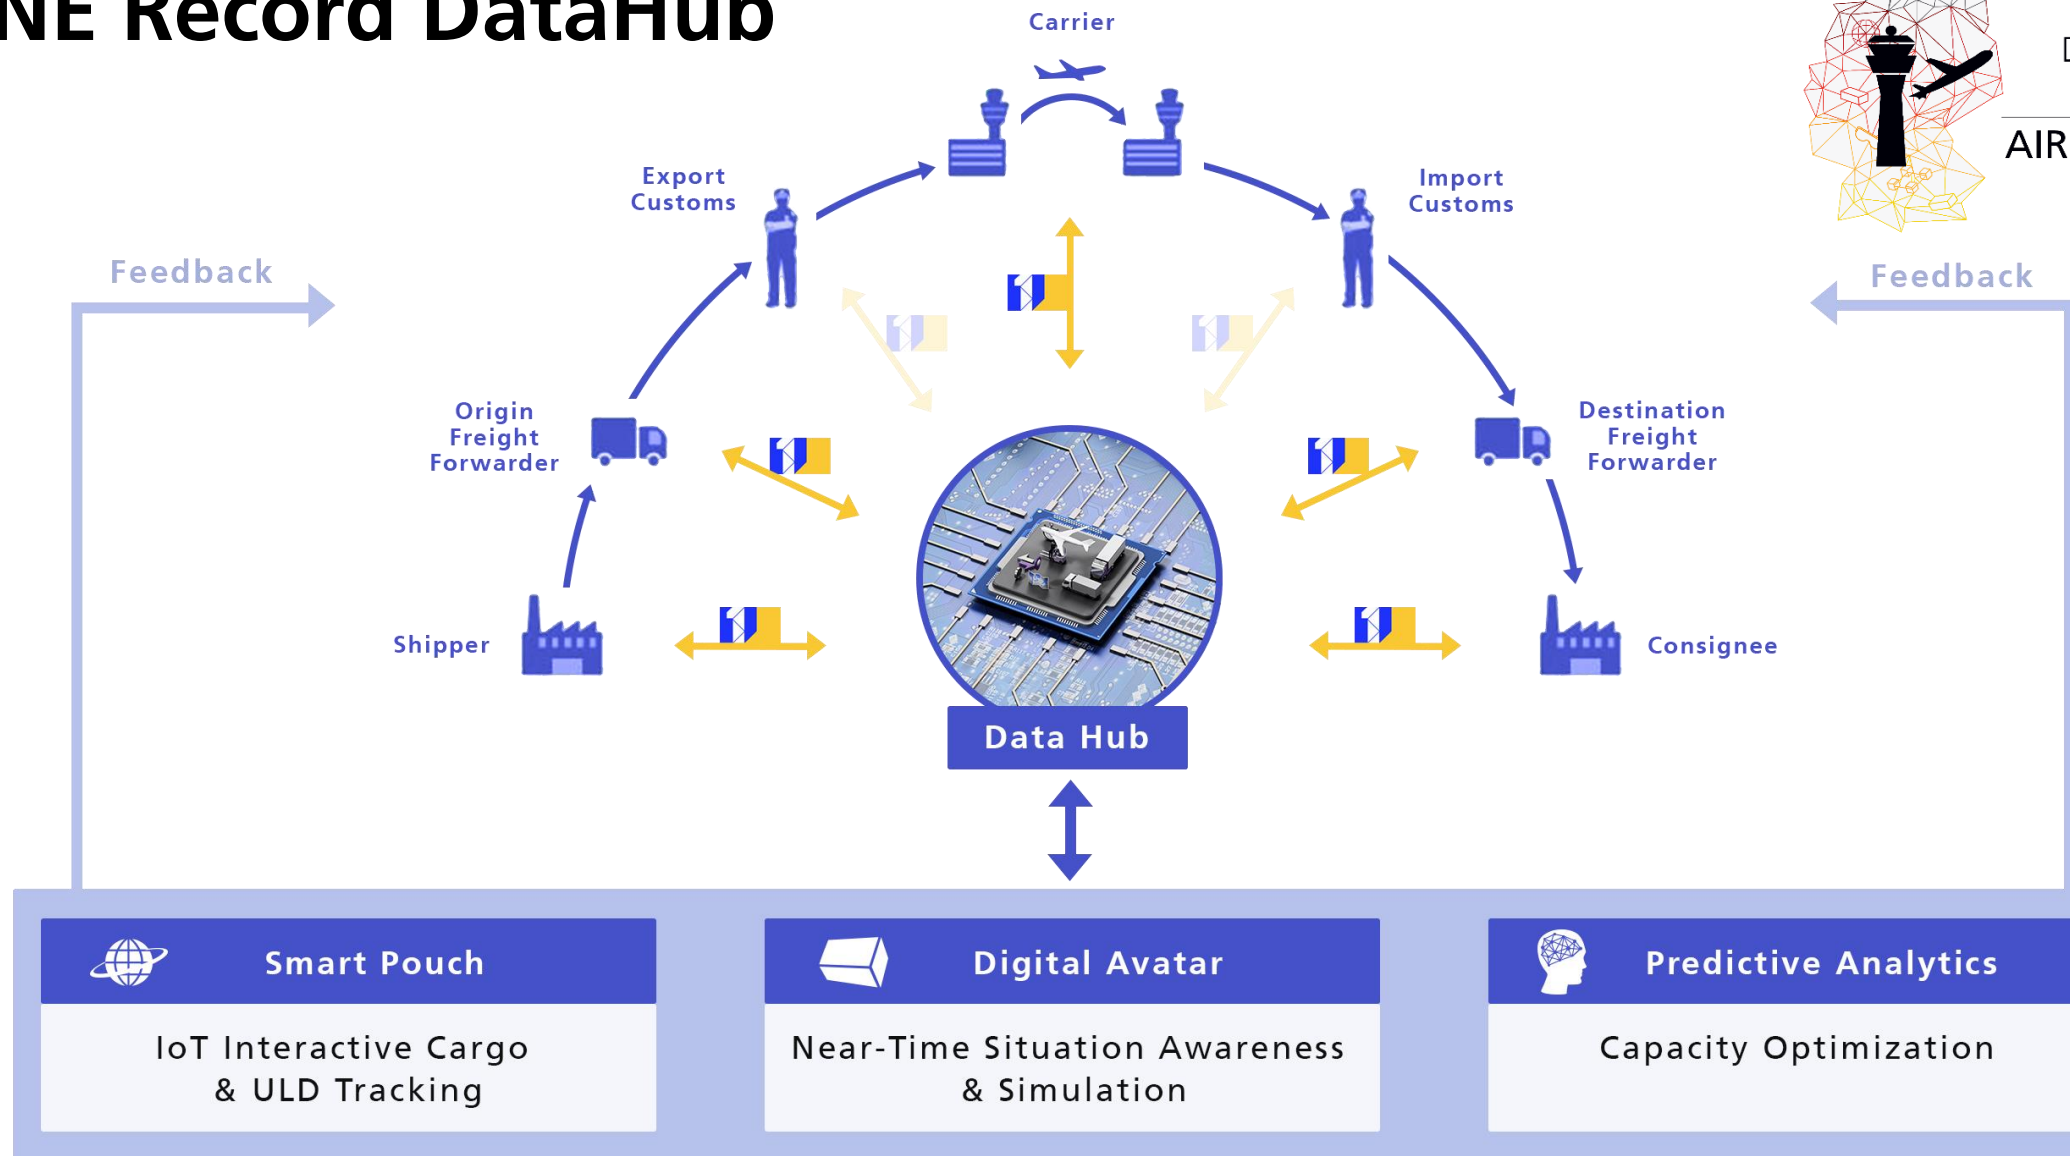 NE Record DataHub
Carrier
AIR
Export
Customs
Import
Customs
Feedback
Feedback
Origin
Freight
Forwarder
Destination
Freight
Forwarder
Shipper
Consignee
Data Hub
Smart Pouch
Digital Avatar
Predictive Analytics
IoT Interactive Cargo
& ULD Tracking
Near-Time Situation Awareness
& Simulation
Capacity Optimization